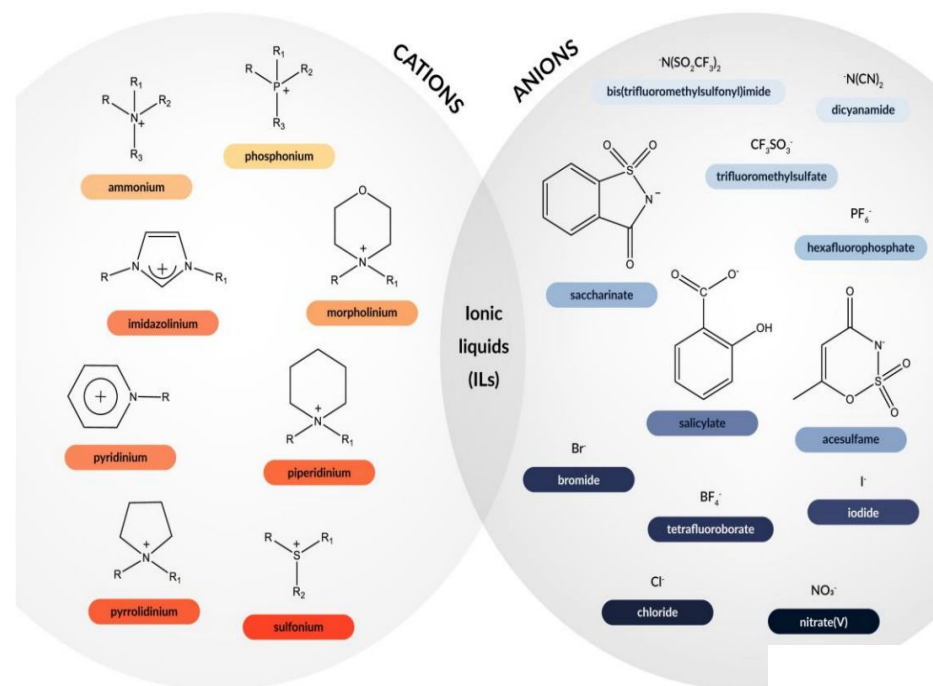 CATIONS
ANIONS
R₁
R
R₂
N
+
R₃
ammonium
R₁
R
R₂
P
+
R₃
phosphonium
R
N
+
N
R₁
imidazolinium
O
+
N
R
R₁
morpholinium
+
N
R
pyridinium
+
N
R
R₁
piperidinium
+
N
R
R₁
pyrrolidinium
R
+
S
R₁
R₂
sulfonium
Ionic
liquids
(ILs)
⁻N(SO₂CF₃)₂
bis(trifluoromethylsulfonyl)imide
⁻N(CN)₂
dicyanamide
O
O
S
N⁻
O
saccharinate
CF₃SO₃⁻
trifluoromethylsulfate
PF₆⁻
hexafluorophosphate
O
O⁻
C
OH
salicylate
O
N⁻
S
O
O
O
acesulfame
Br⁻
bromide
BF₄⁻
tetrafluoroborate
I⁻
iodide
Cl⁻
chloride
NO₃⁻
nitrate(V)